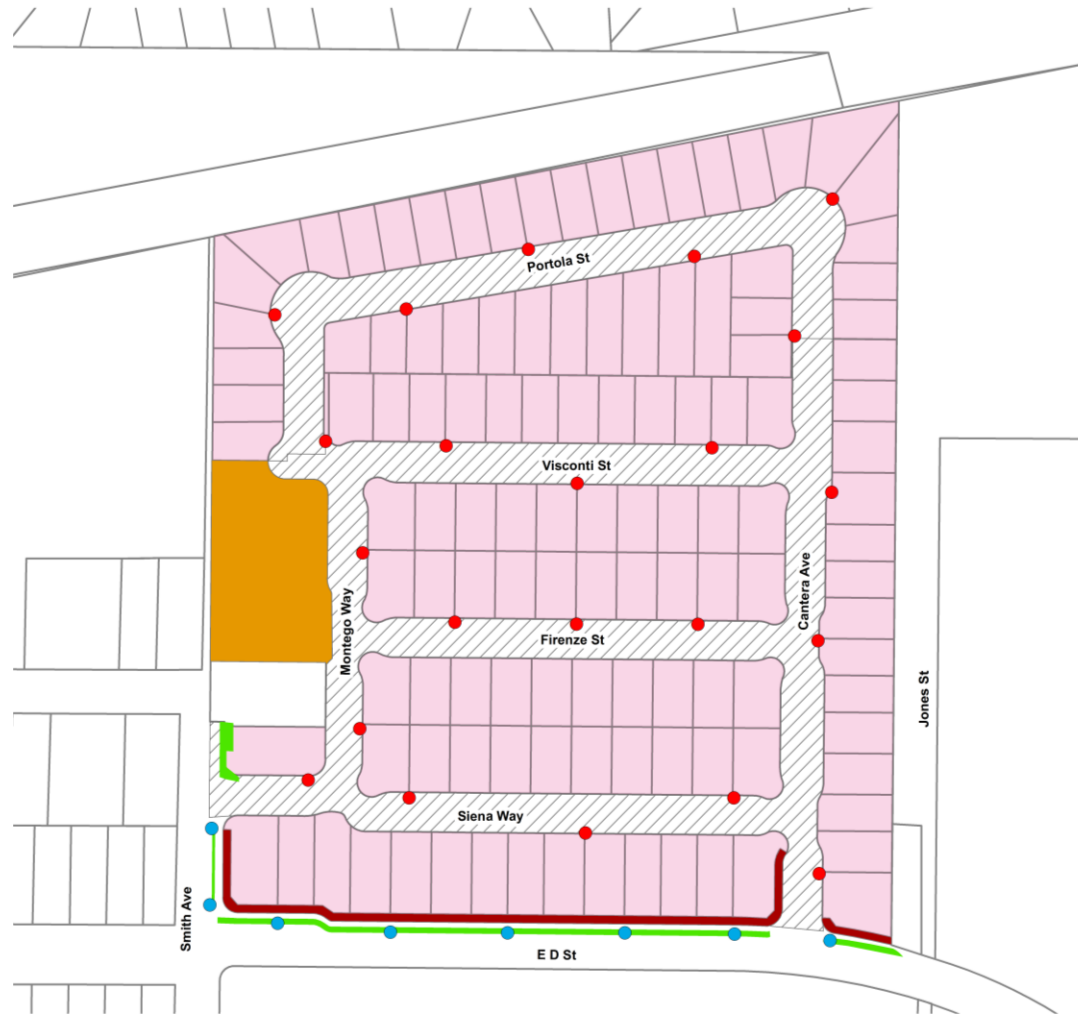 Portola St
Visconti St
Cantera Ave
Montego Way
Firenze St
Jones St
Siena Way
Smith Ave
E D St